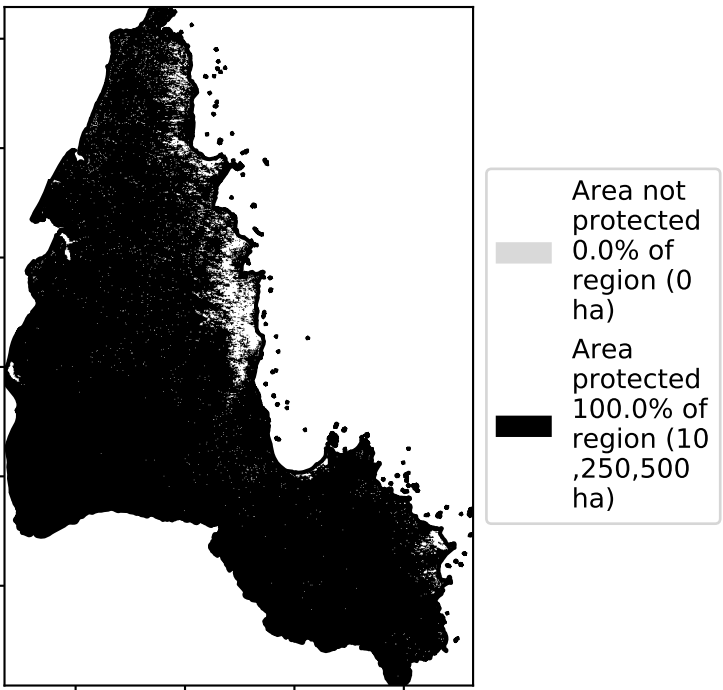 Area not
protected
0.0% of
region (0
ha)
Area
protected
100.0% of
region (10
,250,500
ha)